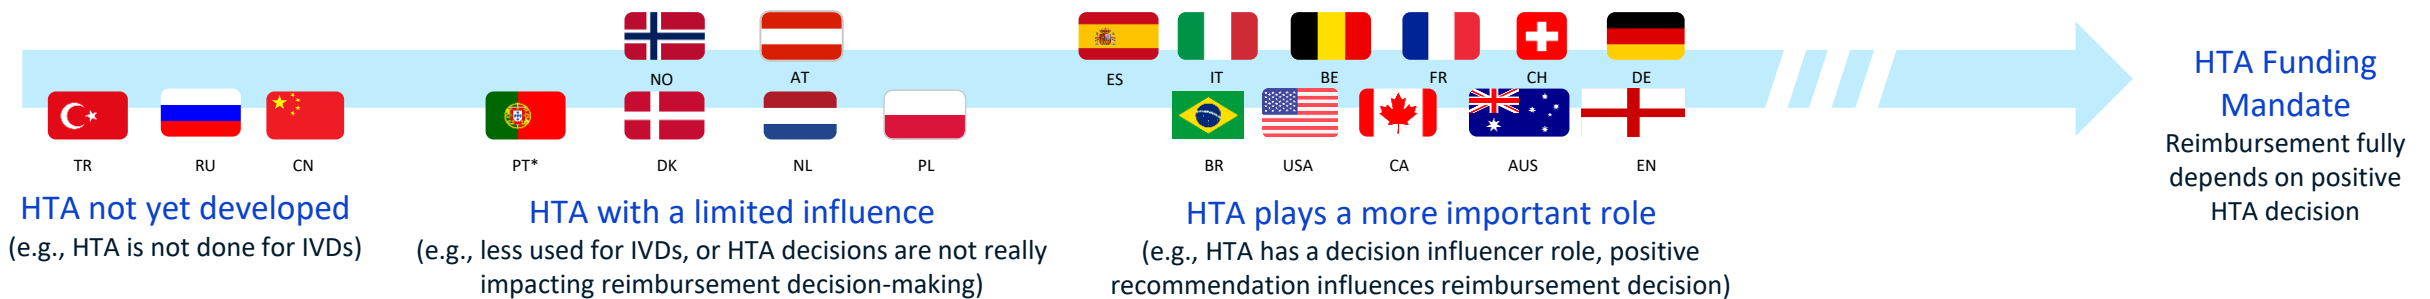 NO
AT
ES
IT
BE
FR
CH
DE
TR
RU
CN
PT*
DK
NL
PL
BR
USA
CA
AUS
EN
HTA not yet developed
(e.g., HTA is not done for IVDs)
HTA with a limited influence
(e.g., less used for IVDs, or HTA decisions are not really
impacting reimbursement decision-making)
HTA plays a more important role
(e.g., HTA has a decision influencer role, positive
recommendation influences reimbursement decision)
HTA Funding
Mandate
Reimbursement fully
depends on positive
HTA decision